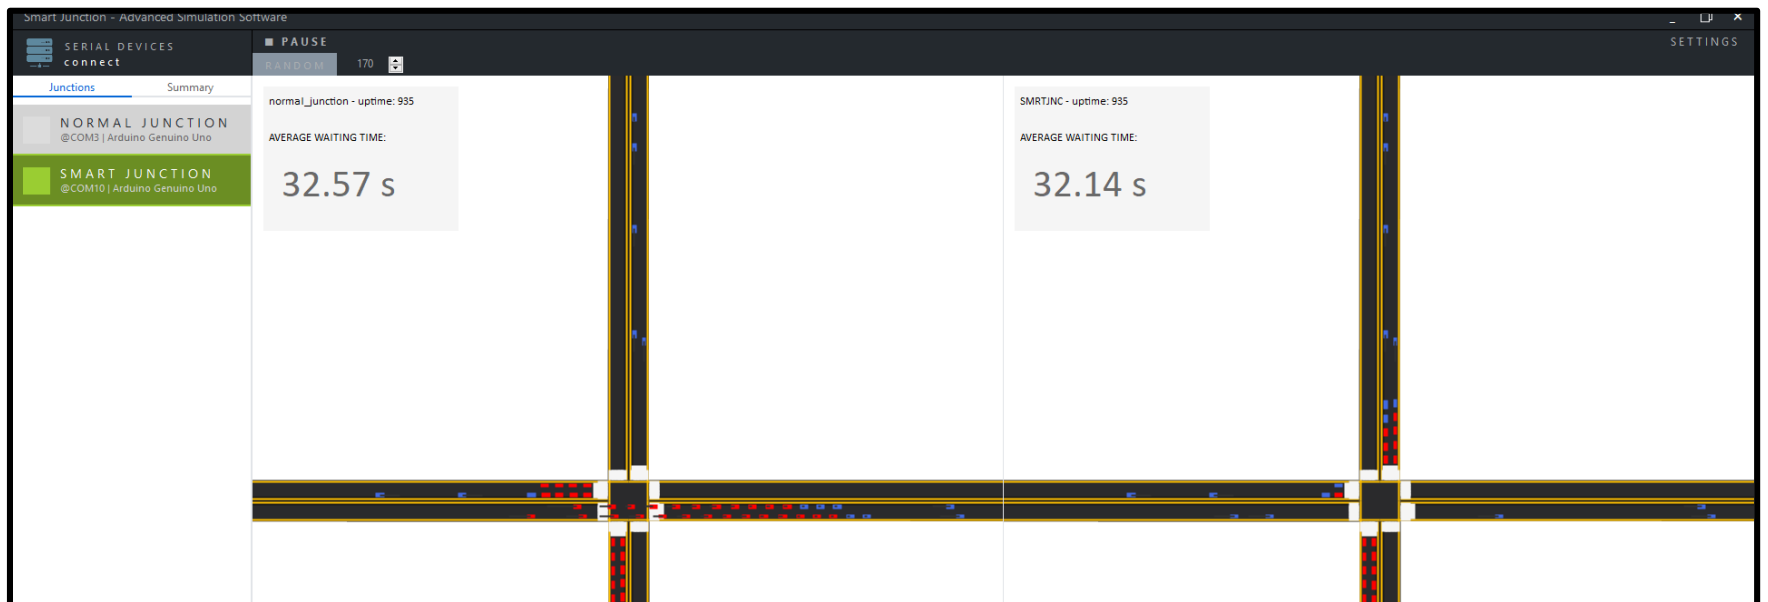 Smart Junction - Advanced Simulation Software
SERIAL DEVICES
connect
PAUSE
SETTINGS
RANDOM
170
Junctions
Summary
NORMAL JUNCTION
@COM3 | Arduino Genuino Uno
SMART JUNCTION
@COM10 | Arduino Genuino Uno
normal_junction - uptime: 935
AVERAGE WAITING TIME:
32.57 s
SMRTJNC - uptime: 935
AVERAGE WAITING TIME:
32.14 s